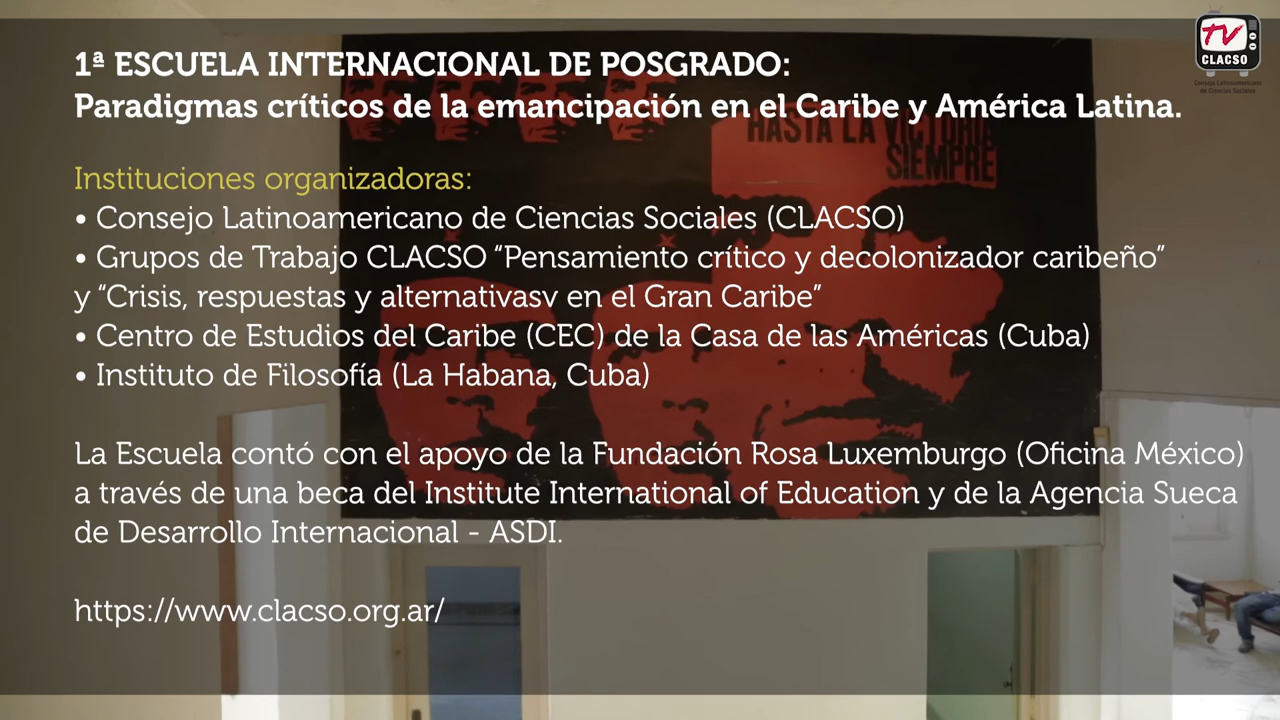 1ª ESCUELA INTERNACIONAL DE POSGRADO:
Paradigmas críticos de la emancipación en el Caribe y América Latina.
TV
CLACSO
Consejo Latinoamericano
de Ciencias Sociales
HASTA LA VICTORIA
SIEMPRE
Instituciones organizadoras:
• Consejo Latinoamericano de Ciencias Sociales (CLACSO)
• Grupos de Trabajo CLACSO “Pensamiento crítico y decolonizador caribeño”
y “Crisis, respuestas y alternativasv en el Gran Caribe”
• Centro de Estudios del Caribe (CEC) de la Casa de las Américas (Cuba)
• Instituto de Filosofía (La Habana, Cuba)
La Escuela contó con el apoyo de la Fundación Rosa Luxemburgo (Oficina México)
a través de una beca del Institute International of Education y de la Agencia Sueca
de Desarrollo Internacional - ASDI.
https://www.clacso.org.ar/